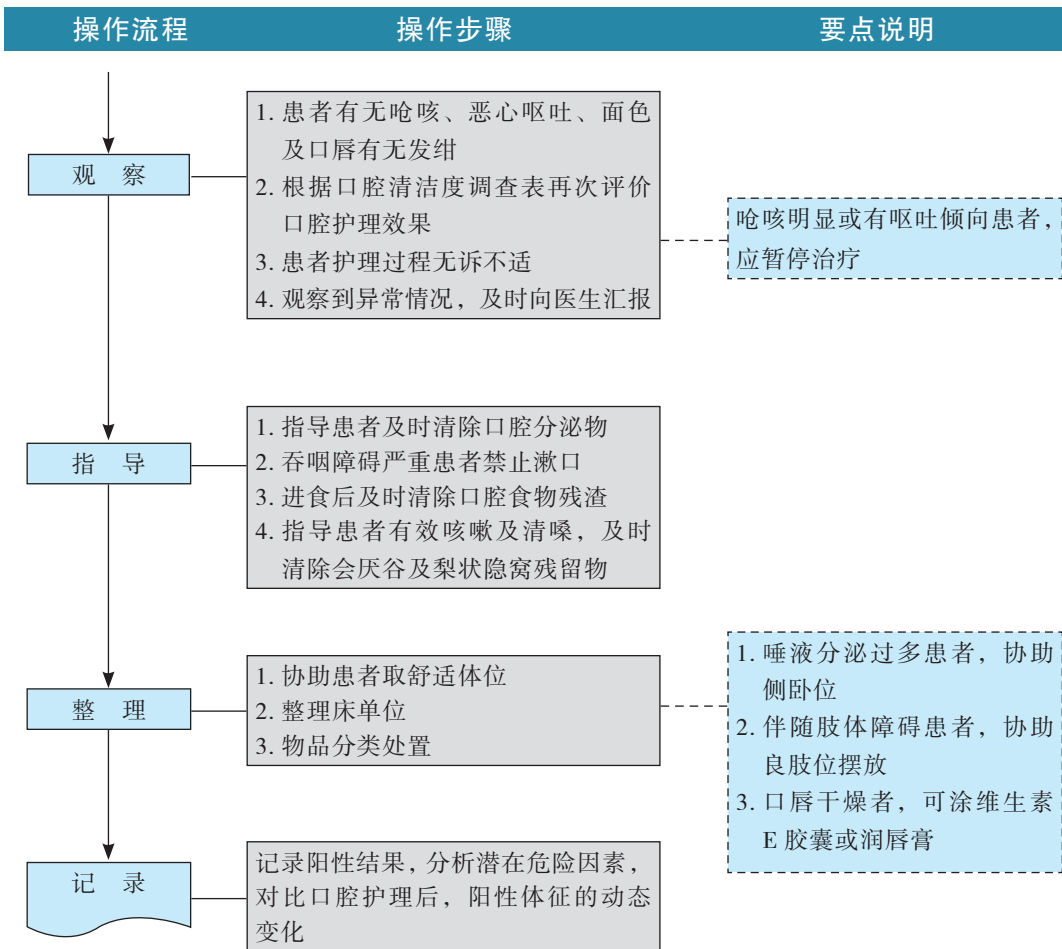 操作流程 操作步骤 要点说明
观 察
1. 患者有无呛咳、恶心呕吐、面色
及口唇有无发绀
2. 根据口腔清洁度调查表再次评价
口腔护理效果
3. 患者护理过程无诉不适
4. 观察到异常情况，及时向医生汇报
呛咳明显或有呕吐倾向患者，
应暂停治疗
指 导
1. 指导患者及时清除口腔分泌物
2. 吞咽障碍严重患者禁止漱口
3. 进食后及时清除口腔食物残渣
4. 指导患者有效咳嗽及清嗓，及时
清除会厌谷及梨状隐窝残留物
整 理
1. 协助患者取舒适体位
2. 整理床单位
3. 物品分类处置
1. 唾液分泌过多患者，协助
侧卧位
2. 伴随肢体障碍患者，协助
良肢位摆放
3. 口唇干燥者，可涂维生素
E 胶囊或润唇膏
记 录
记录阳性结果，分析潜在危险因素，
对比口腔护理后，阳性体征的动态
变化